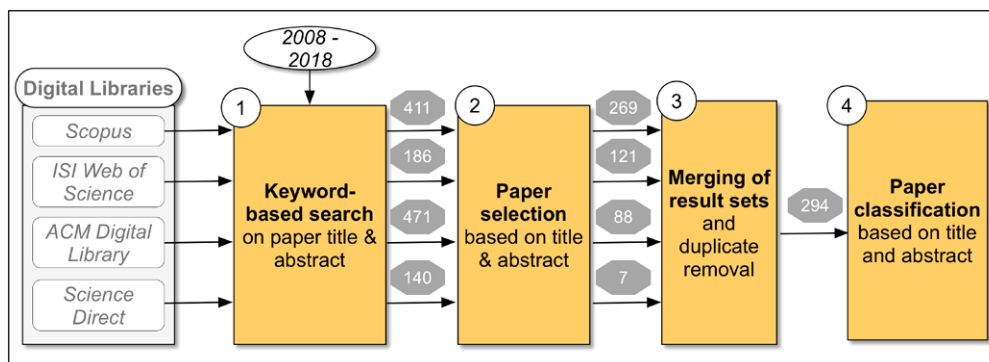 2008 -
2018
Digital Libraries
Scopus
ISI Web of
Science
ACM Digital
Library
Science
Direct
1
Keyword-
based search
on paper title &
abstract
411
186
471
140
2
Paper
selection
based on title
& abstract
269
121
88
7
3
Merging of
result sets
and
duplicate
removal
294
4
Paper
classification
based on title
and abstract